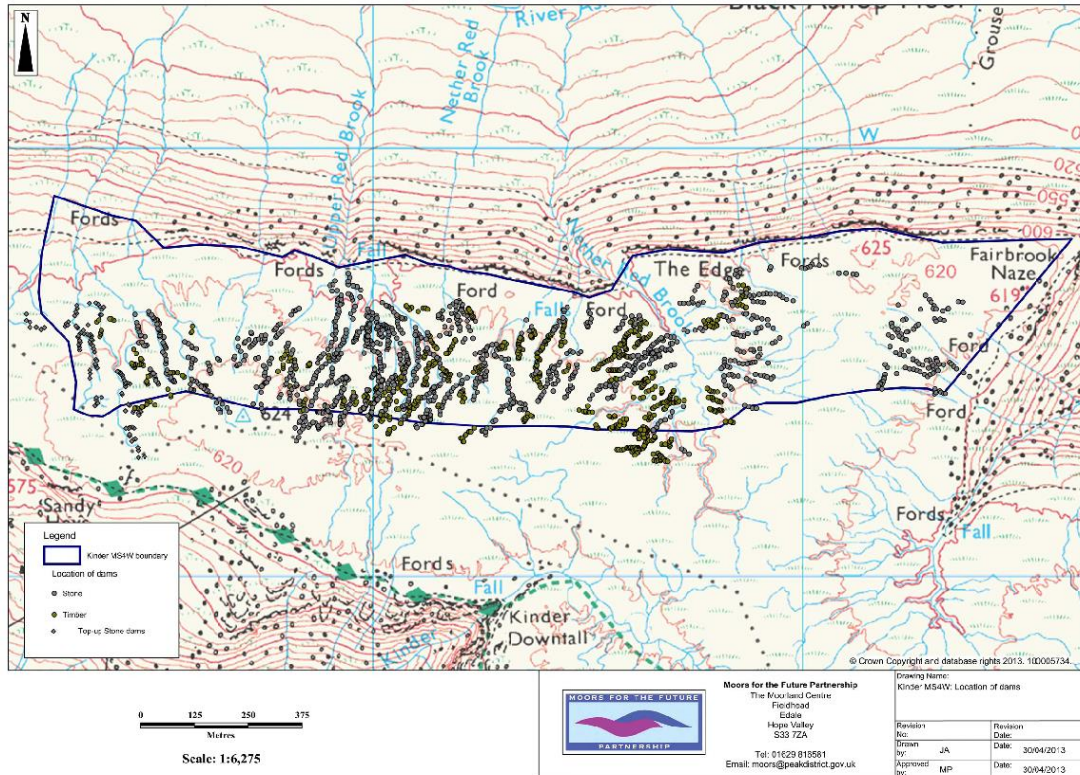 N
River As
Black Ashop Moor
Grouse
Nether Red
Brook
Upper Red Brook
W
Fords
Fall
Fords
Ford
Fall
Ford
Nether Red Brook
The Edge
Fords
625
620
600
550
520
Fairbrook
Naze
619
Ford
Ford
624
620
575
Sandy
Heys
Fords
Fall
Fords
Fall
Kinder
Downfall
Kinder
Legend
Kinder MS4W boundary
Location of dams
Stone
Timber
Top-up Stone dams
© Crown Copyright and database rights 2013. 100005734.
0 125 250 375
Metres
Scale: 1:6,275
MOORS FOR THE FUTURE
PARTNERSHIP
Moors for the Future Partnership
The Moorland Centre
Fieldhead
Edale
Hope Valley
S33 7ZA
Tel: 01629 816581
Email: moors@peakdistrict.gov.uk
Drawing Name:
Kinder MS4W: Location of dams
Revision No:
Revision Date:
Drawn by: JA
Date: 30/04/2013
Approved by: MP
Date: 30/04/2013